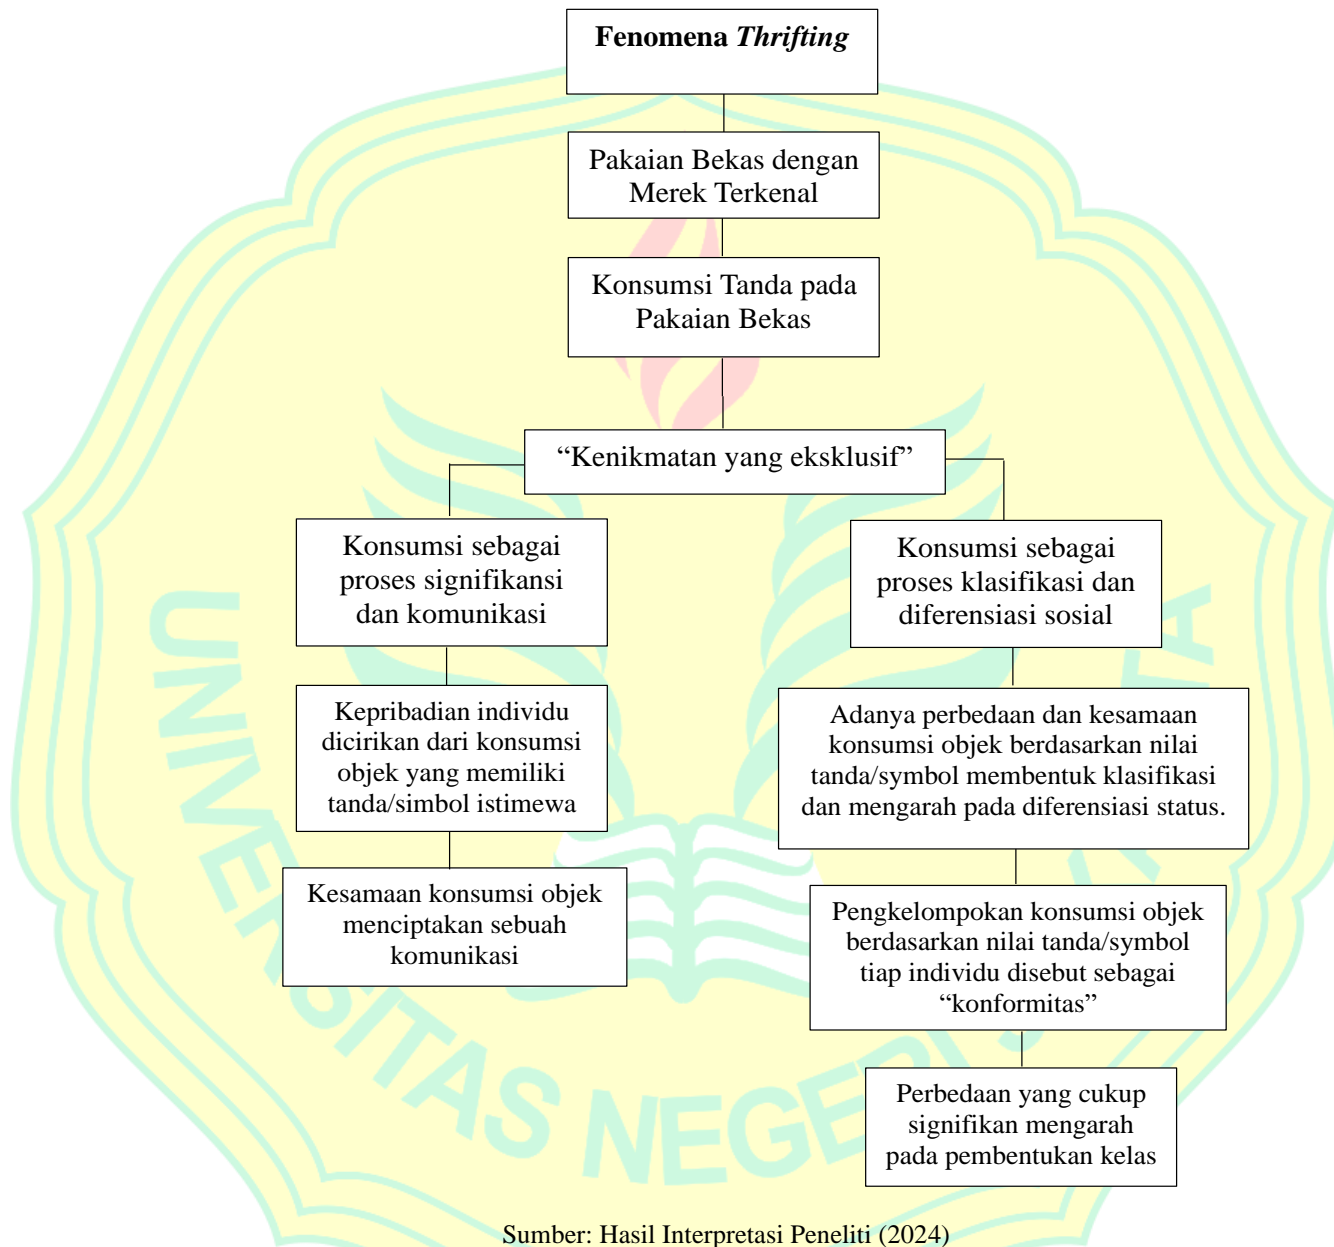 Fenomena Thrifting
Pakaian Bekas dengan
Merek Terkenal
Konsumsi Tanda pada
Pakaian Bekas
“Kenikmatan yang eksklusif”
Konsumsi sebagai
proses signifikansi
dan komunikasi
Kepribadian individu
dicirikan dari konsumsi
objek yang memiliki
tanda/simbol istimewa
Kesamaan konsumsi objek
menciptakan sebuah
komunikasi
Konsumsi sebagai
proses klasifikasi dan
diferensiasi sosial
Adanya perbedaan dan kesamaan
konsumsi objek berdasarkan nilai
tanda/symbol membentuk klasifikasi
dan mengarah pada diferensiasi status.
Pengkelompokan konsumsi objek
berdasarkan nilai tanda/symbol
tiap individu disebut sebagai
“konformitas”
Perbedaan yang cukup
signifikan mengarah
pada pembentukan kelas
Sumber: Hasil Interpretasi Peneliti (2024)
UNIVERSITAS NEGERI